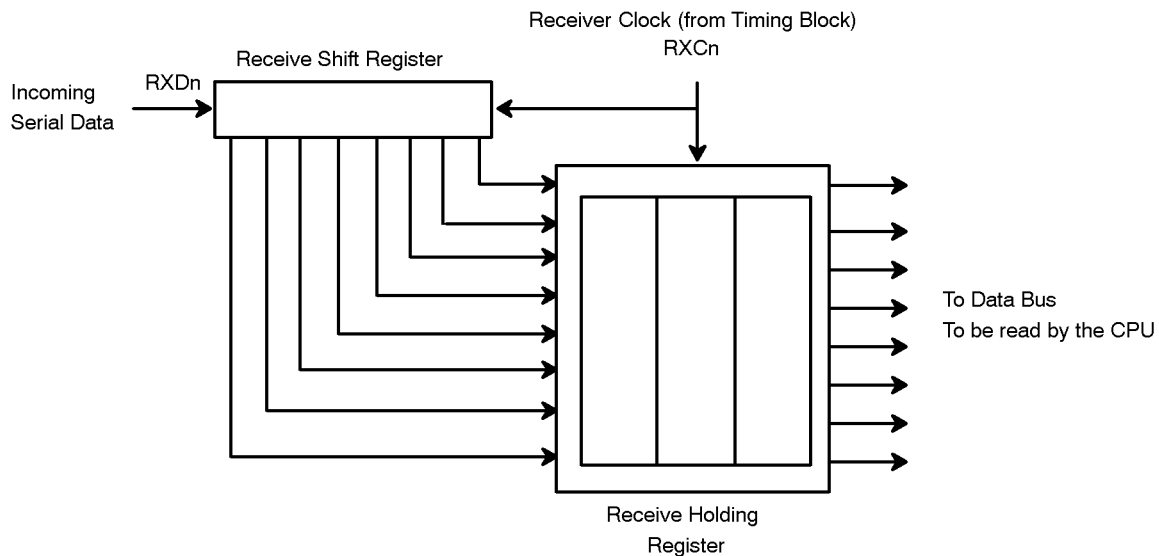 Receiver Clock (from Timing Block)
RXCn
Receive Shift Register
RXDn
Incoming
Serial Data
To Data Bus
To be read by the CPU
Receive Holding
Register